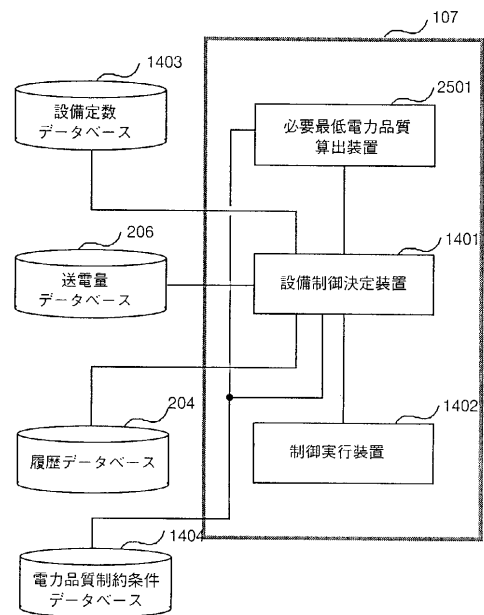 107
1403
設備定数
データベース
2501
必要最低電力品質
算出装置
206
送電量
データベース
1401
設備制御決定装置
204
履歴データベース
1402
制御実行装置
1404
電力品質制約条件
データベース